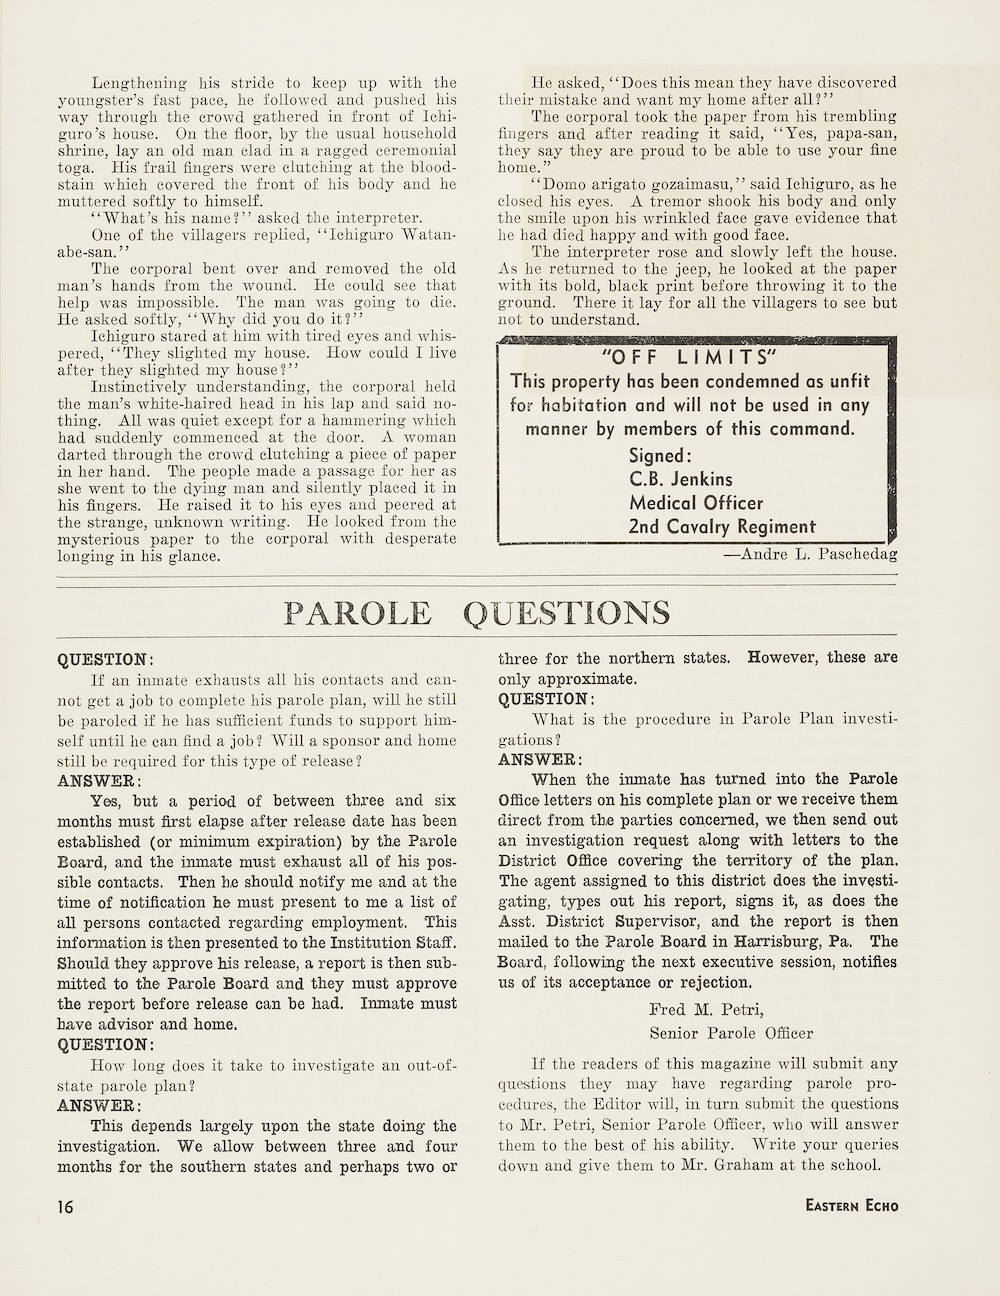 Lengthening his stride to keep up with the
youngster's fast pace, he followed and pushed his
way through the crowd gathered in front of Ichi-
guro's house. On the floor, by the usual household
shrine, lay an old man clad in a ragged ceremonial
toga. His frail fingers were clutching at the blood-
stain which covered the front of his body and he
muttered softly to himself.
"What's his name?" asked the interpreter.
One of the villagers replied, "Ichiguro Watan-
abe-san."
The corporal bent over and removed the old
man's hands from the wound. He could see that
help was impossible. The man was going to die.
He asked softly, "Why did you do it?"
Ichiguro stared at him with tired eyes and whis-
pered, "They slighted my house. How could I live
after they slighted my house?"
Instinctively understanding, the corporal held
the man's white-haired head in his lap and said no-
thing. All was quiet except for a hammering which
had suddenly commenced at the door. A woman
darted through the crowd clutching a piece of paper
in her hand. The people made a passage for her as
she went to the dying man and silently placed it in
his fingers. He raised it to his eyes and peered at
the strange, unknown writing. He looked from the
mysterious paper to the corporal with desperate
longing in his glance.
He asked, "Does this mean they have discovered
their mistake and want my home after all?"
The corporal took the paper from his trembling
fingers and after reading it said, "Yes, papa-san,
they say they are proud to be able to use your fine
home."
"Domo arigato gozaimasu," said Ichiguro, as he
closed his eyes. A tremor shook his body and only
the smile upon his wrinkled face gave evidence that
he had died happy and with good face.
The interpreter rose and slowly left the house.
As he returned to the jeep, he looked at the paper
with its bold, black print before throwing it to the
ground. There it lay for all the villagers to see but
not to understand.
"OFF LIMITS"
This property has been condemned as unfit
for habitation and will not be used in any
manner by members of this command.
Signed:
C.B. Jenkins
Medical Officer
2nd Cavalry Regiment
—Andre L. Paschedag
PAROLE QUESTIONS
QUESTION:
If an inmate exhausts all his contacts and can-
not get a job to complete his parole plan, will he still
be paroled if he has sufficient funds to support him-
self until he can find a job? Will a sponsor and home
still be required for this type of release?
ANSWER:
Yes, but a period of between three and six
months must first elapse after release date has been
established (or minimum expiration) by the Parole
Board, and the inmate must exhaust all of his pos-
sible contacts. Then he should notify me and at the
time of notification he must present to me a list of
all persons contacted regarding employment. This
information is then presented to the Institution Staff.
Should they approve his release, a report is then sub-
mitted to the Parole Board and they must approve
the report before release can be had. Inmate must
have advisor and home.
QUESTION:
How long does it take to investigate an out-of-
state parole plan?
ANSWER:
This depends largely upon the state doing the
investigation. We allow between three and four
months for the southern states and perhaps two or
three for the northern states. However, these are
only approximate.
QUESTION:
What is the procedure in Parole Plan investi-
gations?
ANSWER:
When the inmate has turned into the Parole
Office letters on his complete plan or we receive them
direct from the parties concerned, we then send out
an investigation request along with letters to the
District Office covering the territory of the plan.
The agent assigned to this district does the investi-
gating, types out his report, signs it, as does the
Asst. District Supervisor, and the report is then
mailed to the Parole Board in Harrisburg, Pa. The
Board, following the next executive session, notifies
us of its acceptance or rejection.
Fred M. Petri,
Senior Parole Officer
If the readers of this magazine will submit any
questions they may have regarding parole pro-
cedures, the Editor will, in turn submit the questions
to Mr. Petri, Senior Parole Officer, who will answer
them to the best of his ability. Write your queries
down and give them to Mr. Graham at the school.
16
EASTERN ECHO